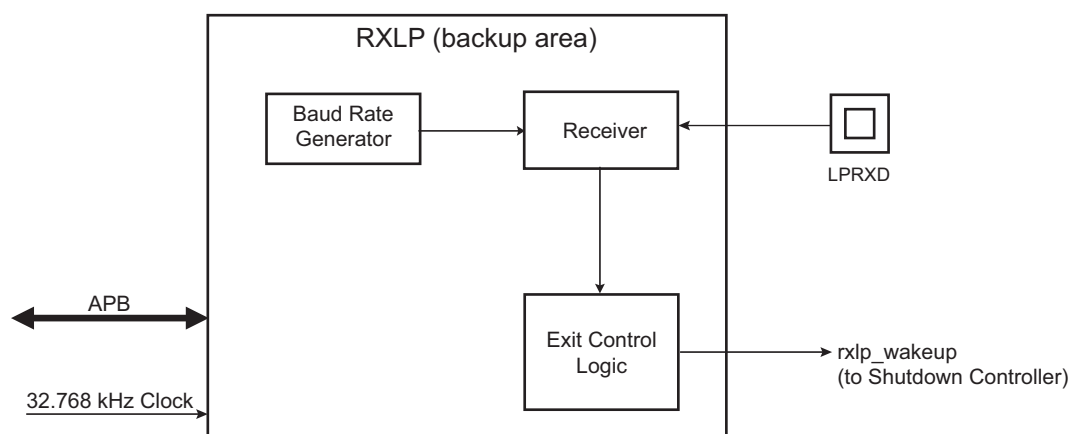 RXLP (backup area)
Baud Rate
Generator
Receiver
LPRXD
APB
Exit Control
Logic
rxlp_wakeup
(to Shutdown Controller)
32.768 kHz Clock